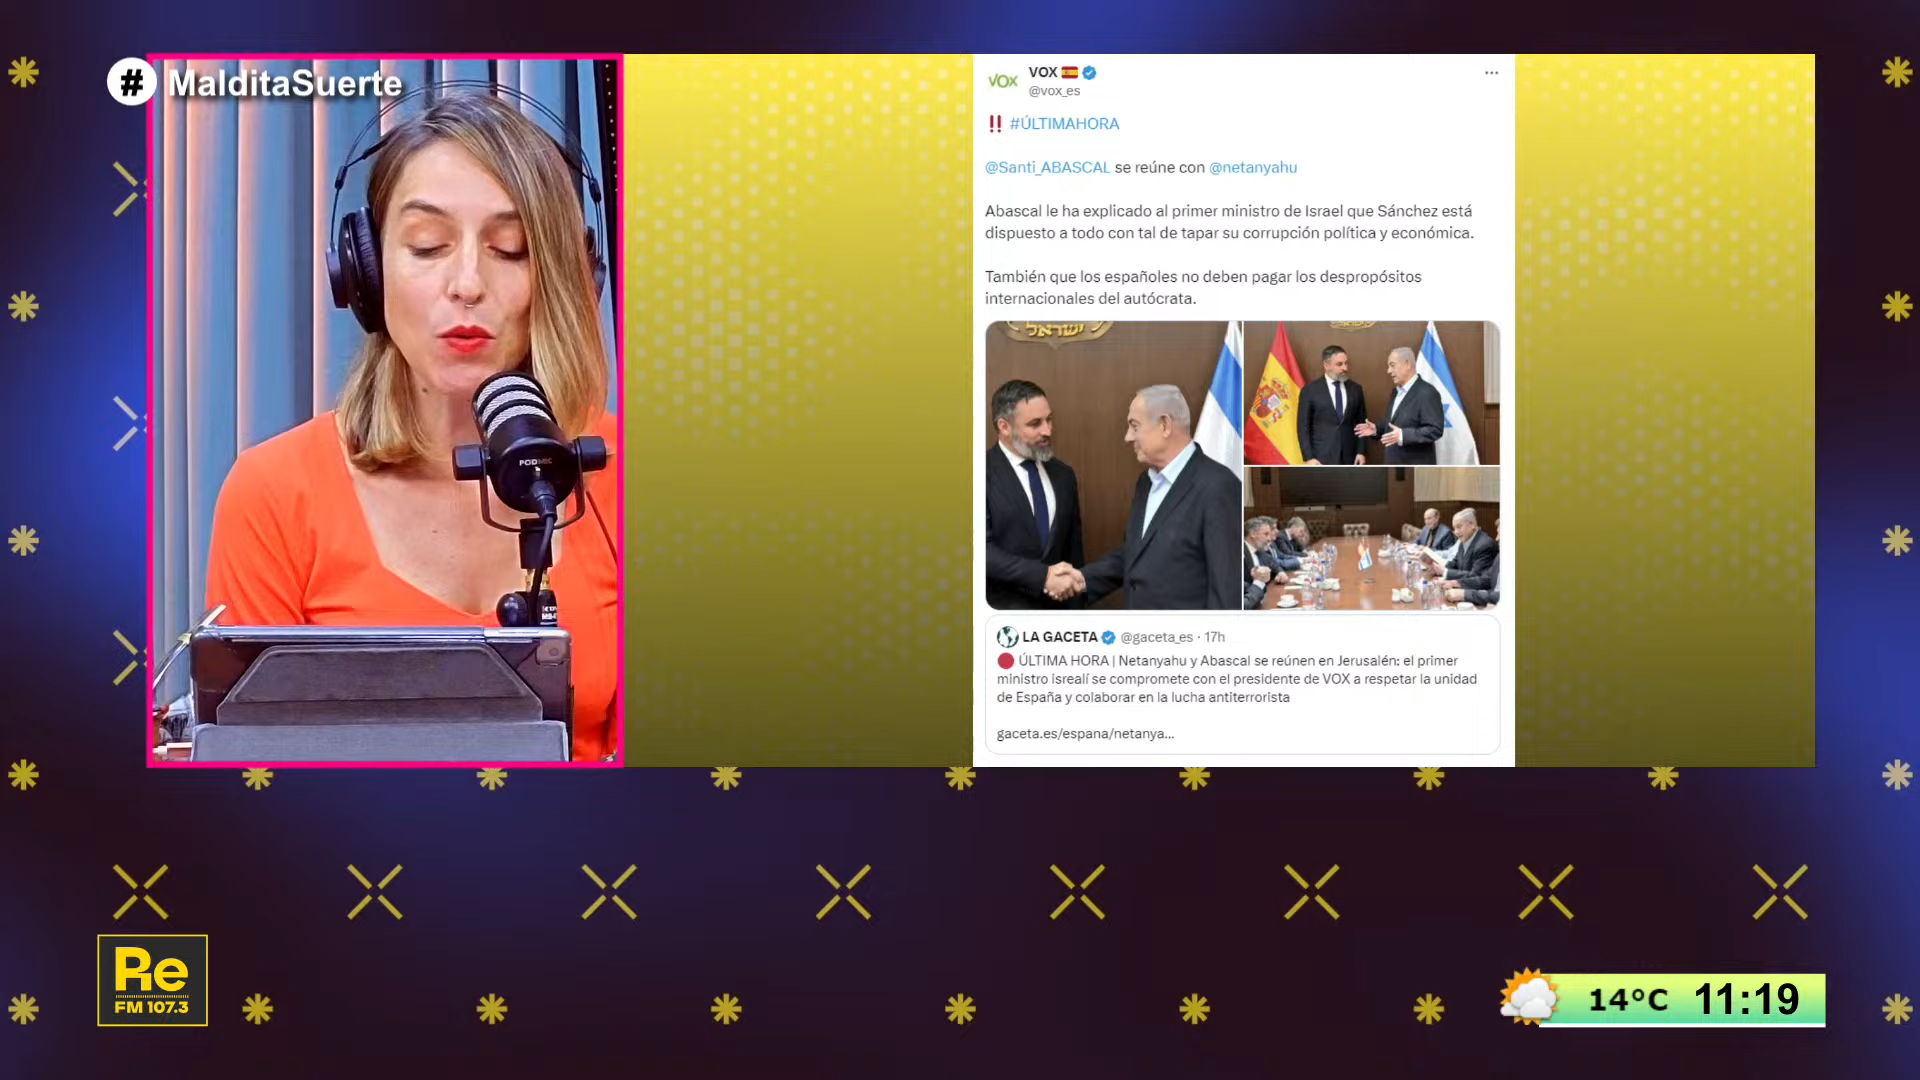 # MalditaSuerte
VOX
VOX
@vox_es
#ÚLTIMAHORA
@Santi_ABASCAL se reúne con @netanyahu
Abascal le ha explicado al primer ministro de Israel que Sánchez está
dispuesto a todo con tal de tapar su corrupción política y económica.
También que los españoles no deben pagar los despropósitos
internacionales del autócrata.
ישראל
PODMIC
LA GACETA @gaceta_es · 17h
ÚLTIMA HORA | Netanyahu y Abascal se reúnen en Jerusalén: el primer
ministro isrealí se compromete con el presidente de VOX a respetar la unidad
de España y colaborar en la lucha antiterrorista
gaceta.es/espana/netanya...
Re
FM 107.3
14°C 11:19